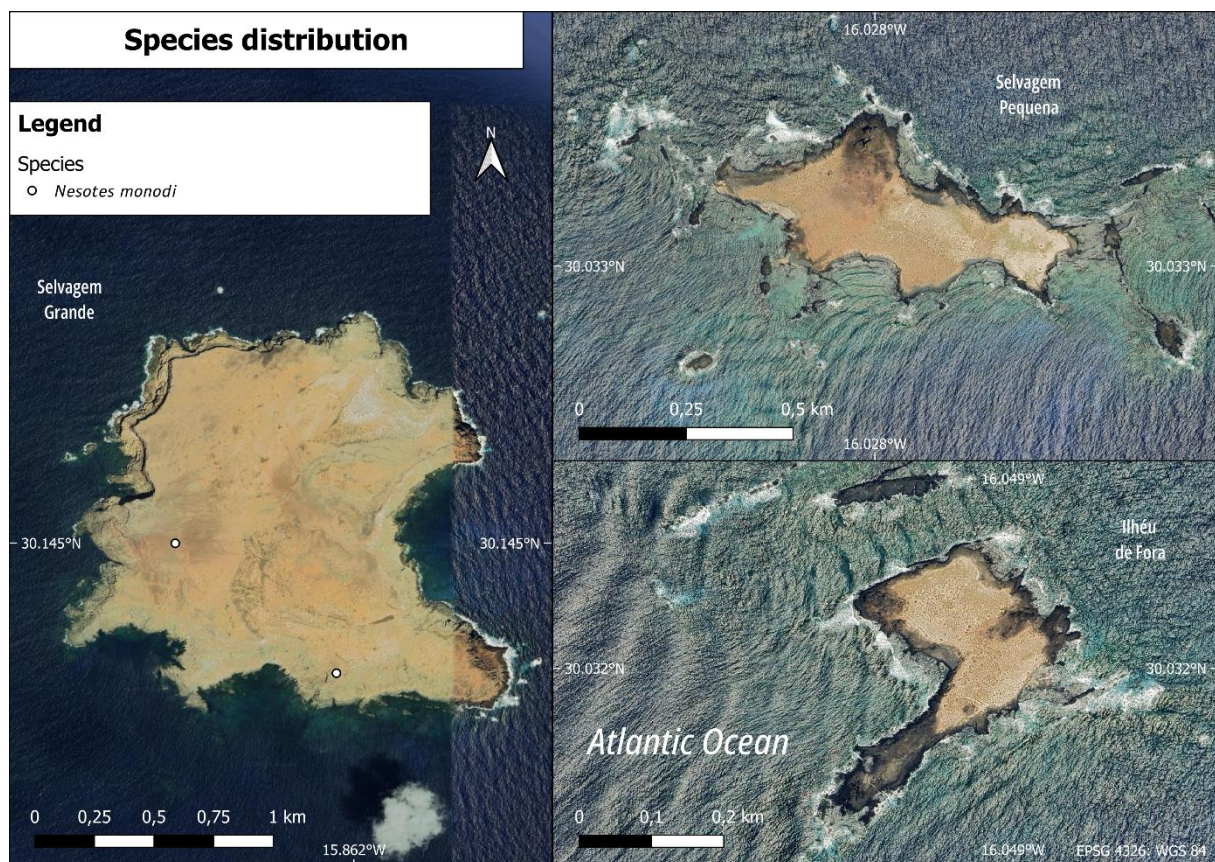 Species distribution
Legend
Species
Nesotes monodi
N
Selvagem
Grande
30.145°N
30.145°N
0 0,25 0,5 0,75 1 km
15.862°W
16.028°W
Selvagem
Pequena
30.033°N
30.033°N
0 0,25 0,5 km
16.028°W
16.049°W
Ilhéu
de Fora
30.032°N
30.032°N
Atlantic Ocean
0 0,1 0,2 km
16.049°W
EPSG 4326: WGS 84